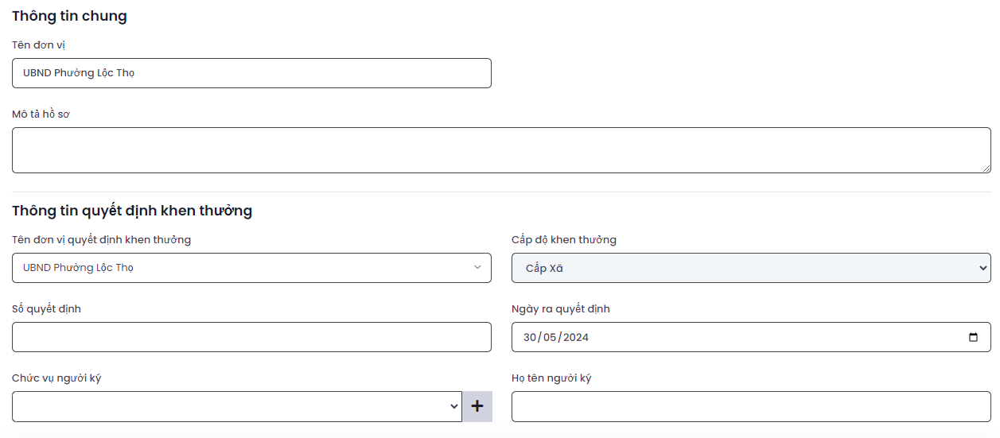 Thông tin chung
Tên đơn vị
UBND Phường Lộc Thọ
Mô tả hồ sơ
Thông tin quyết định khen thưởng
Tên đơn vị quyết định khen thưởng
Cấp độ khen thưởng
UBND Phường Lộc Thọ
Cấp Xã
Số quyết định
Ngày ra quyết định
30/05/2024
Chức vụ người ký
Họ tên người ký
+